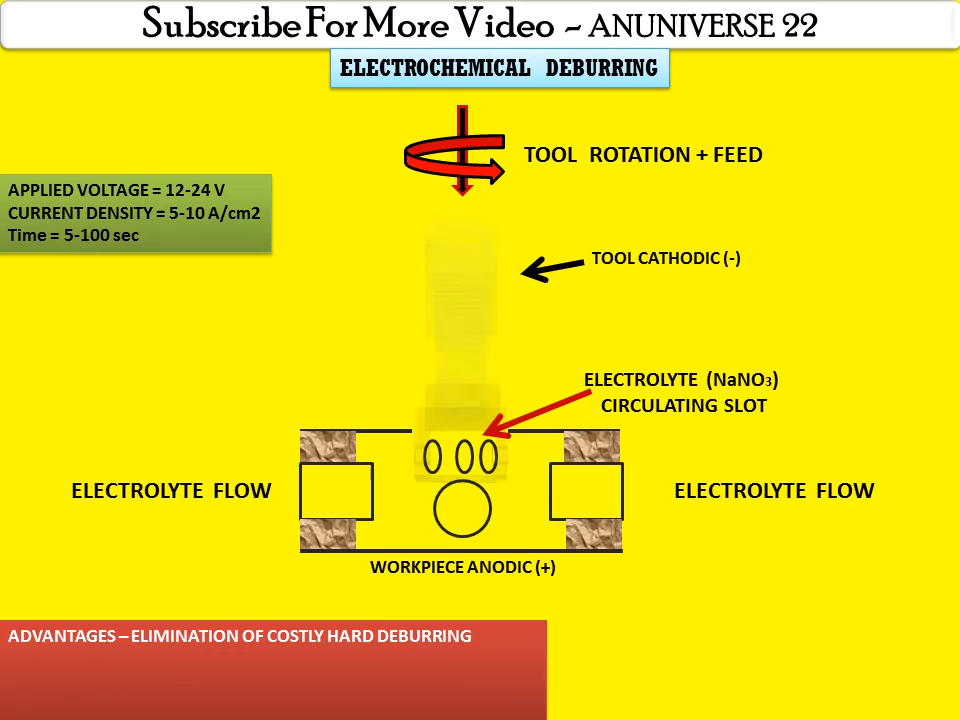 Subscribe For More Video - ANUNIVERSE 22
ELECTROCHEMICAL DEBURRING
TOOL ROTATION + FEED
APPLIED VOLTAGE = 12-24 V
CURRENT DENSITY = 5-10 A/cm2
Time = 5-100 sec
TOOL CATHODIC (-)
ELECTROLYTE (NaNO₃)
CIRCULATING SLOT
ELECTROLYTE FLOW
ELECTROLYTE FLOW
WORKPIECE ANODIC (+)
ADVANTAGES – ELIMINATION OF COSTLY HARD DEBURRING